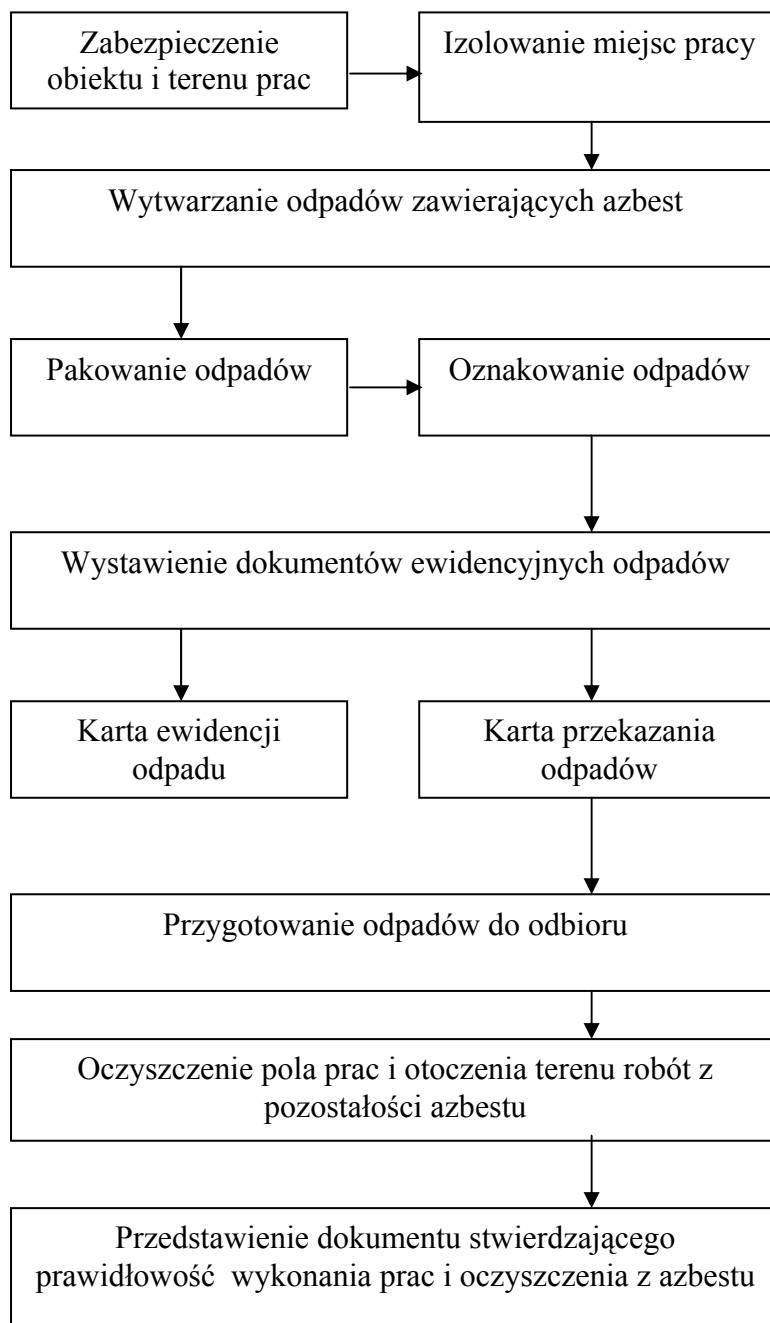 Zabezpieczenie
obiektu i terenu prac
Izolowanie miejsc pracy
Wytwarzanie odpadów zawierających azbest
Pakowanie odpadów
Oznakowanie odpadów
Wystawienie dokumentów ewidencyjnych odpadów
Karta ewidencji
odpadu
Karta przekazania
odpadów
Przygotowanie odpadów do odbioru
Oczyszczenie pola prac i otoczenia terenu robót z
pozostałości azbestu
Przedstawienie dokumentu stwierdzającego
prawidłowość  wykonania prac i oczyszczenia z azbestu